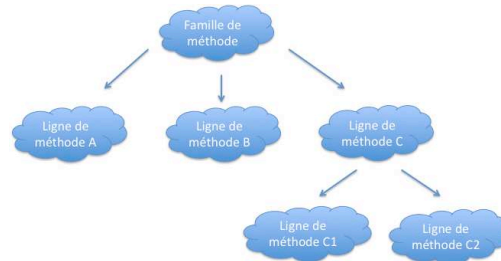 Famille de
méthode
Ligne de
méthode A
Ligne de
méthode B
Ligne de
méthode C
Ligne de
méthode C1
Ligne de
méthode C2